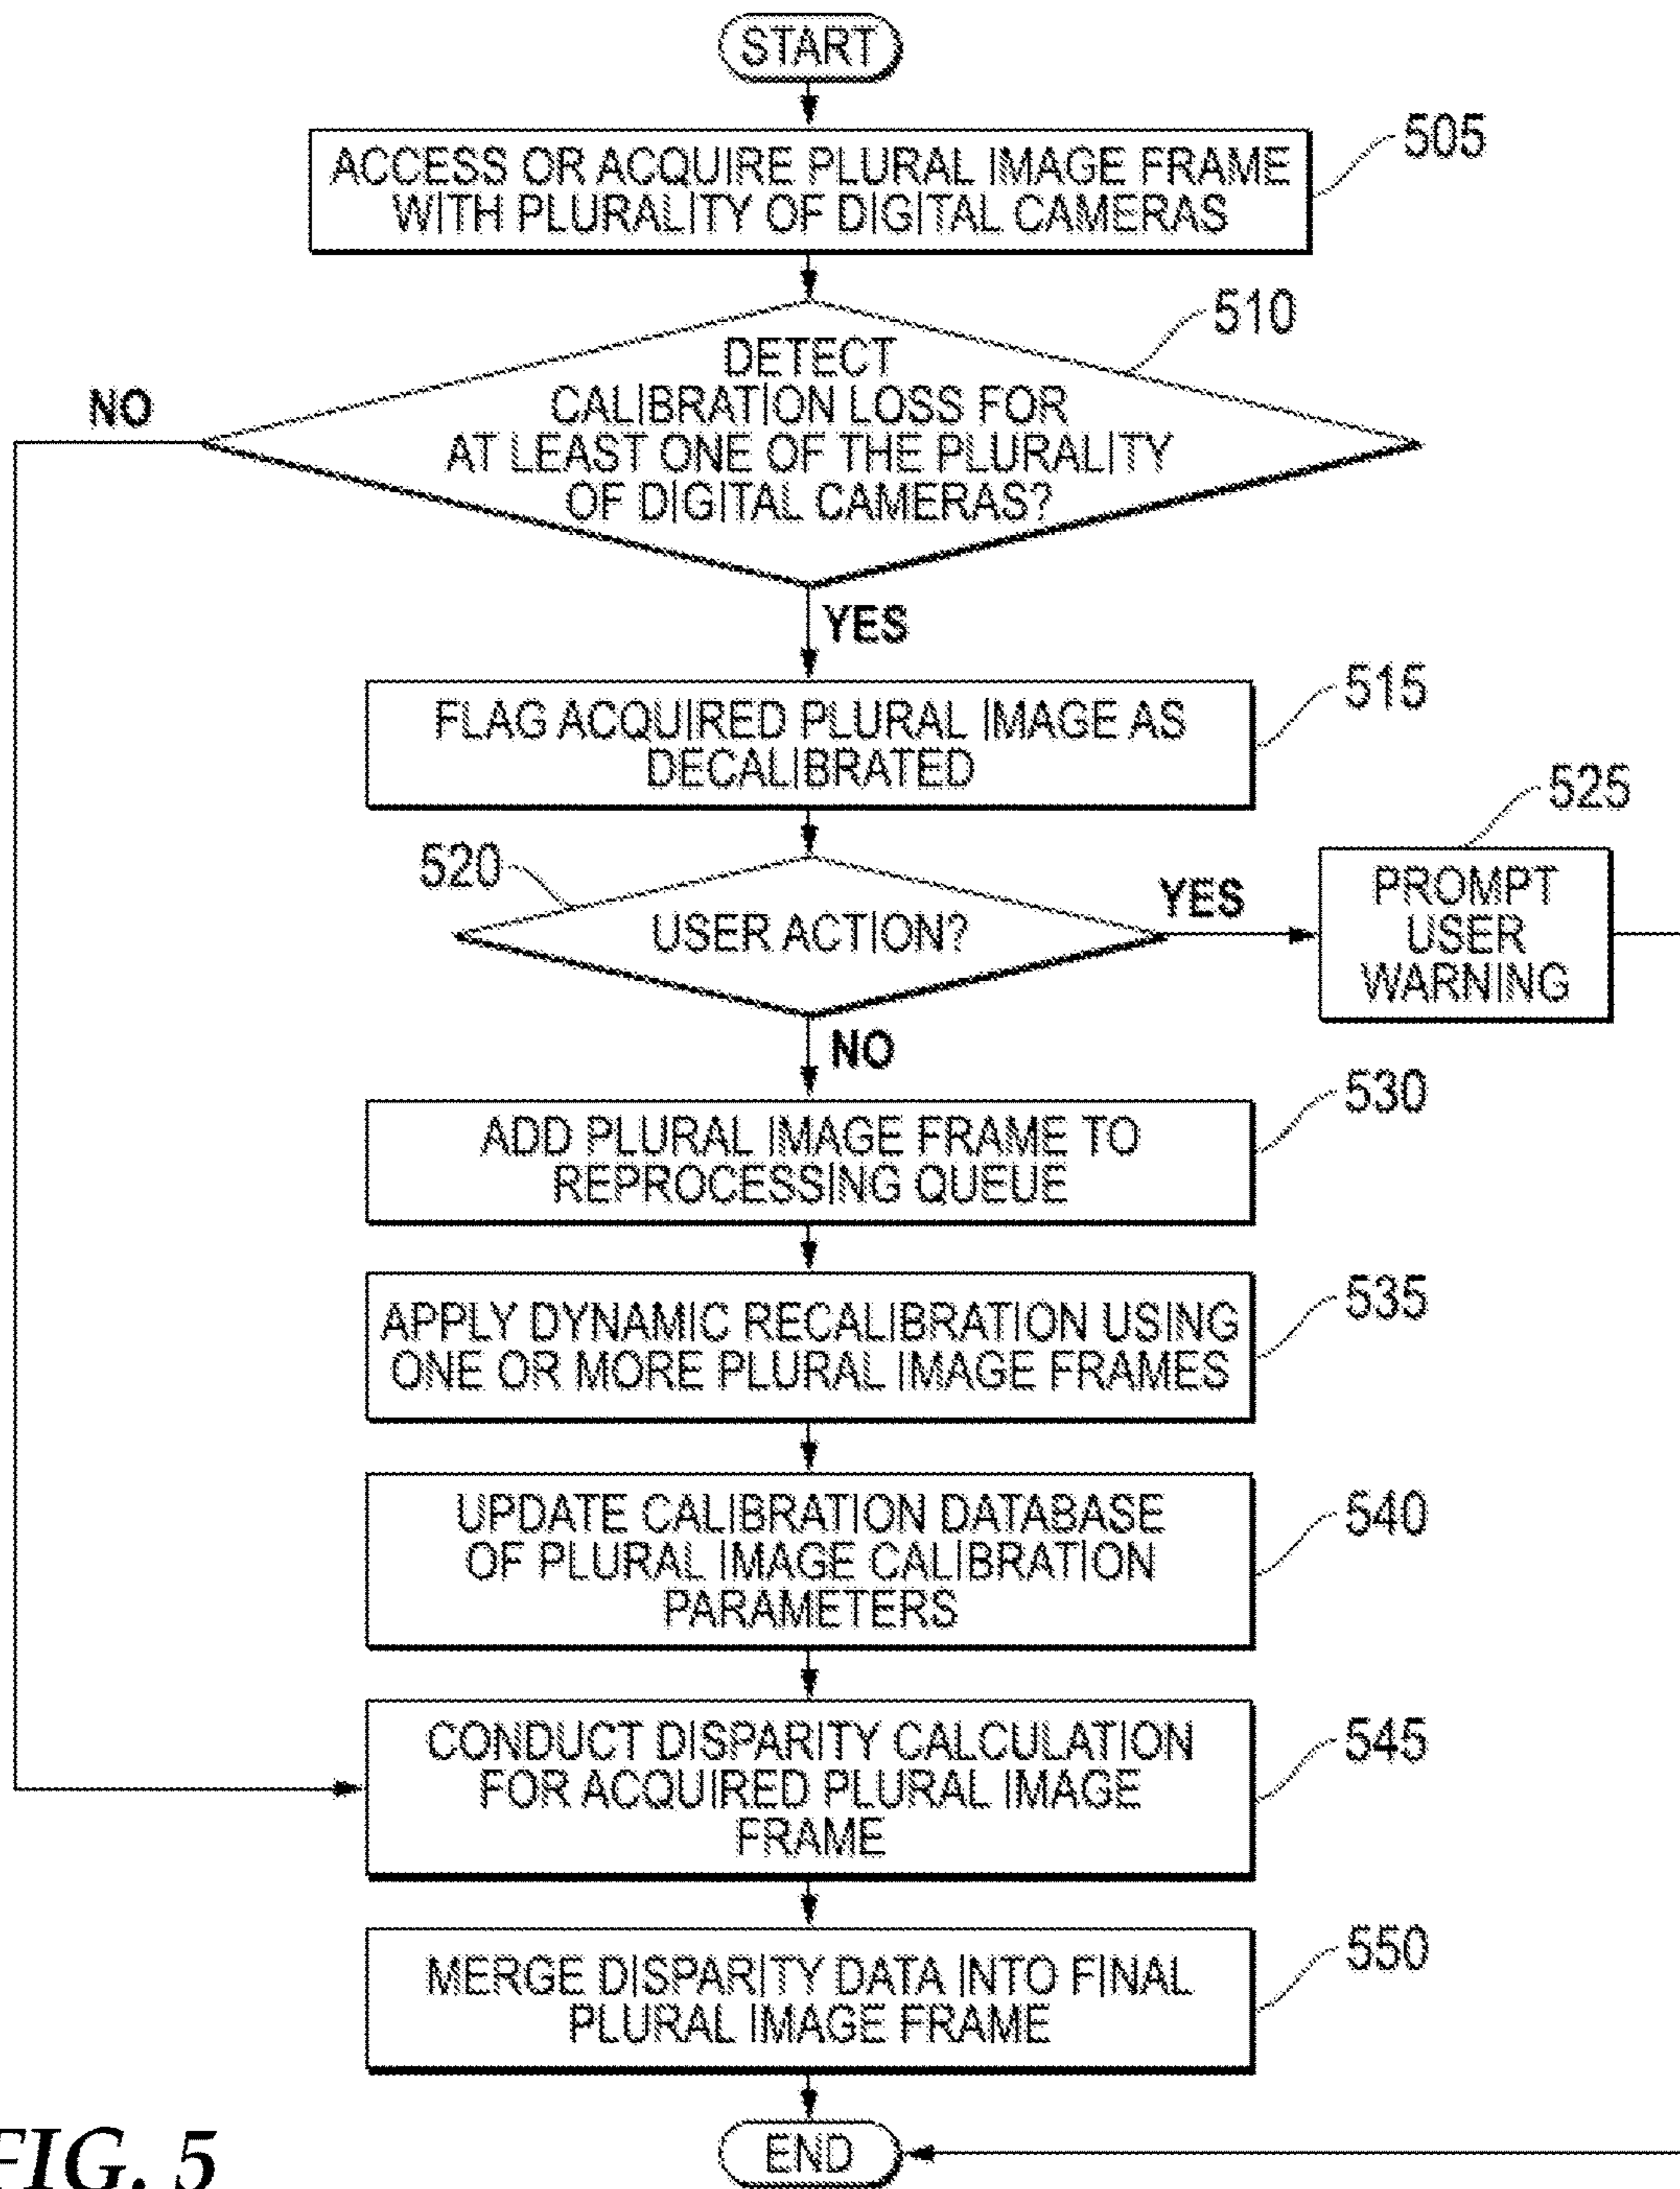 START
ACCESS OR ACQUIRE PLURAL IMAGE FRAME
WITH PLURALITY OF DIGITAL CAMERAS
505
510
DETECT
CALIBRATION LOSS FOR
AT LEAST ONE OF THE PLURALITY
OF DIGITAL CAMERAS?
NO
YES
515
FLAG ACQUIRED PLURAL IMAGE AS
DECALIBRATED
520
USER ACTION?
YES
525
PROMPT
USER
WARNING
NO
530
ADD PLURAL IMAGE FRAME TO
REPROCESSING QUEUE
535
APPLY DYNAMIC RECALIBRATION USING
ONE OR MORE PLURAL IMAGE FRAMES
540
UPDATE CALIBRATION DATABASE
OF PLURAL IMAGE CALIBRATION
PARAMETERS
545
CONDUCT DISPARITY CALCULATION
FOR ACQUIRED PLURAL IMAGE
FRAME
550
MERGE DISPARITY DATA INTO FINAL
PLURAL IMAGE FRAME
END
FIG. 5